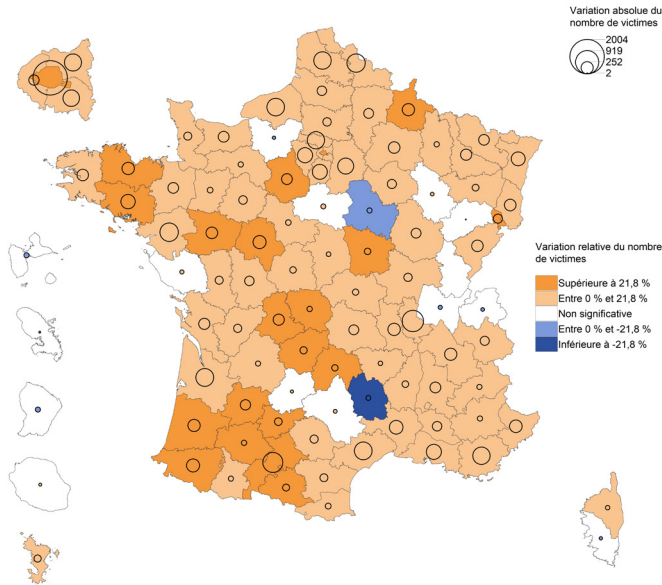 Variation absolue du
nombre de victimes
2004
919
252
2
Variation relative du nombre
de victimes
Supérieure à 21,8 %
Entre 0 % et 21,8 %
Non significative
Entre 0 % et -21,8 %
Inférieure à -21,8 %